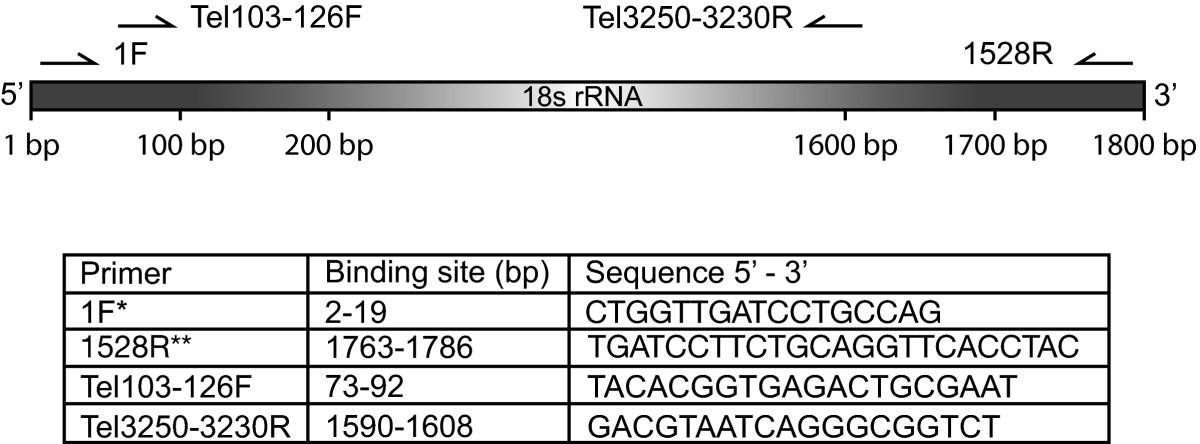 Tel103-126F Tel3250-3230R
1F 1528R
5’ 18s rRNA 3’
1 bp 100 bp 200 bp 1600 bp 1700 bp 1800 bp
Primer Binding site (bp) Sequence 5’ - 3’
1F* 2-19 CTGGTTGATCCTGCCAG
1528R** 1763-1786 TGATCCTTCTGCAGGTTCACCTAC
Tel103-126F 73-92 TACACGGTGAGACTGCGAAT
Tel3250-3230R 1590-1608 GACGTAATCAGGGCGGTCT